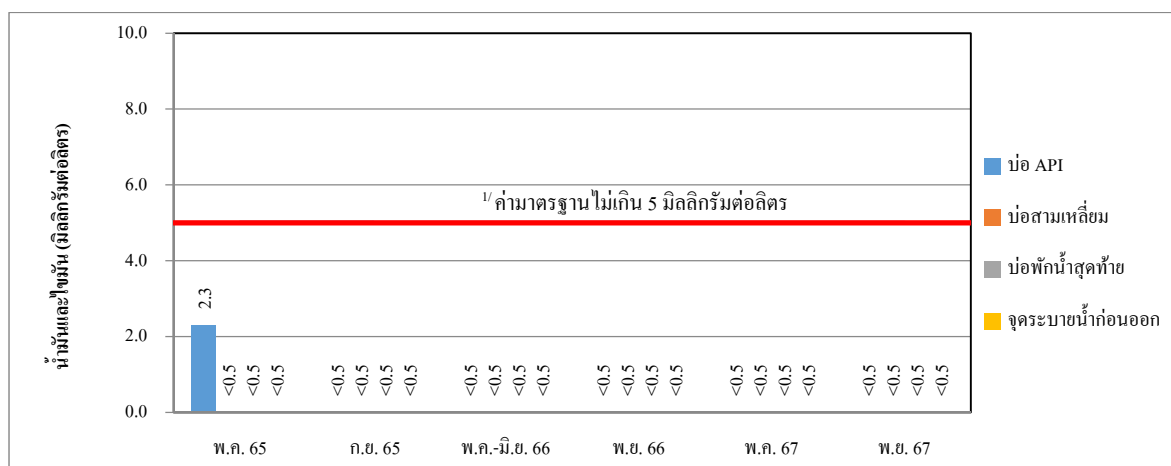 น้ำมันและไขมัน (มิลลิกรัมต่อลิตร)
10.0
8.0
6.0
4.0
2.0
0.0
1/ ค่ามาตรฐานไม่เกิน 5 มิลลิกรัมต่อลิตร
2.3 <0.5 <0.5 <0.5
<0.5 <0.5 <0.5 <0.5
<0.5 <0.5 <0.5 <0.5
<0.5 <0.5 <0.5 <0.5
<0.5 <0.5 <0.5 <0.5
<0.5 <0.5 <0.5 <0.5
พ.ค. 65 ก.ย. 65 พ.ค.-มิ.ย. 66 พ.ย. 66 พ.ค. 67 พ.ย. 67
บ่อ API
บ่อสามเหลี่ยม
บ่อพักน้ำสุดท้าย
จุดระบายน้ำก่อนออก